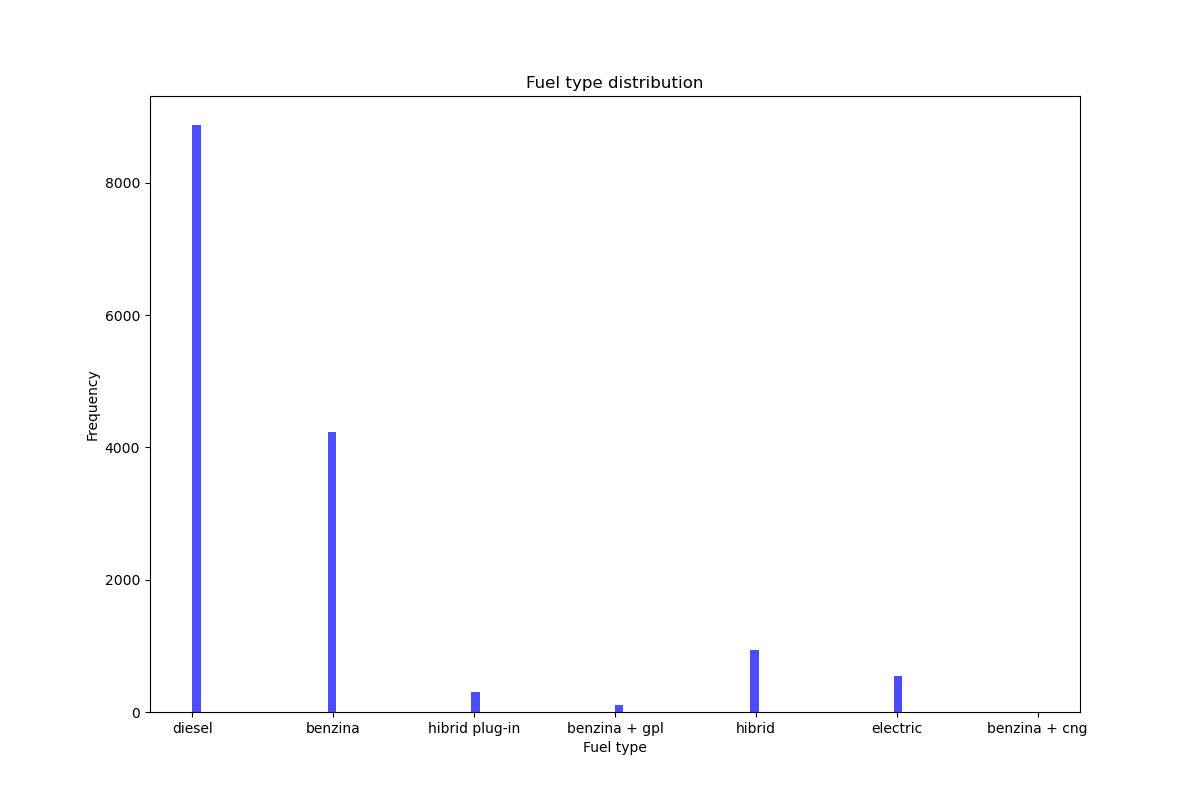 Fuel type distribution
8000
6000
4000
2000
0
Frequency
diesel benzina hibrid plug-in benzina + gpl hibrid electric benzina + cng
Fuel type